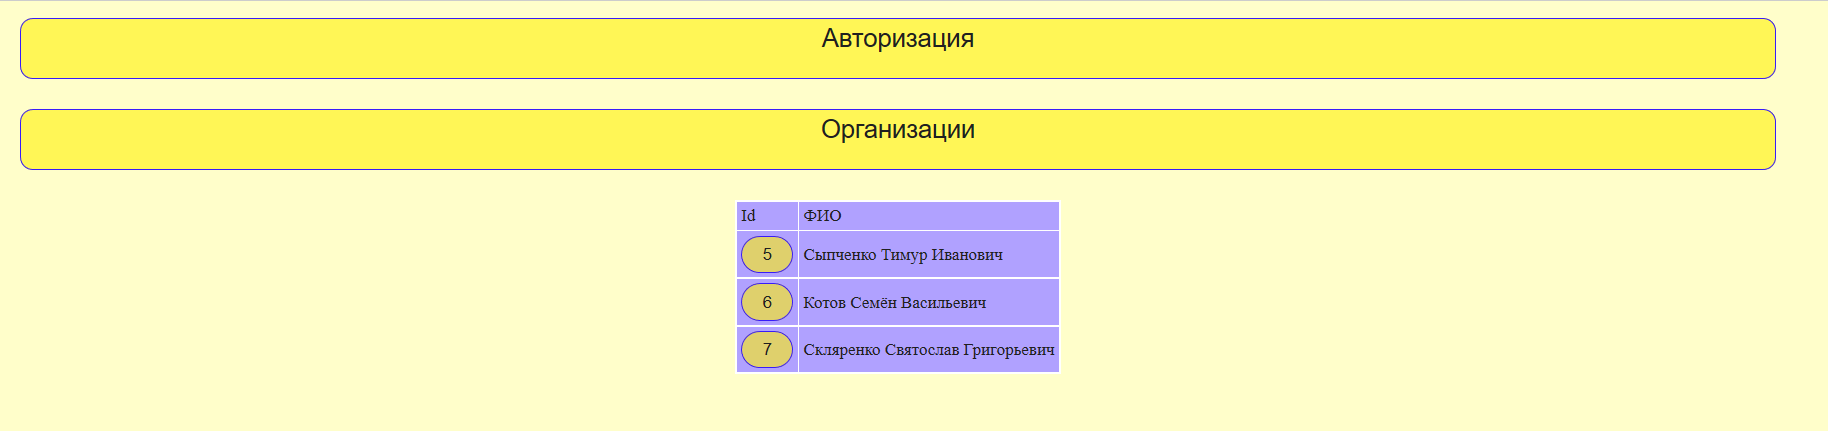 Авторизация
Организации
Id ФИО
5 Сыпченко Тимур Иванович
6 Котов Семён Васильевич
7 Скляренко Святослав Григорьевич